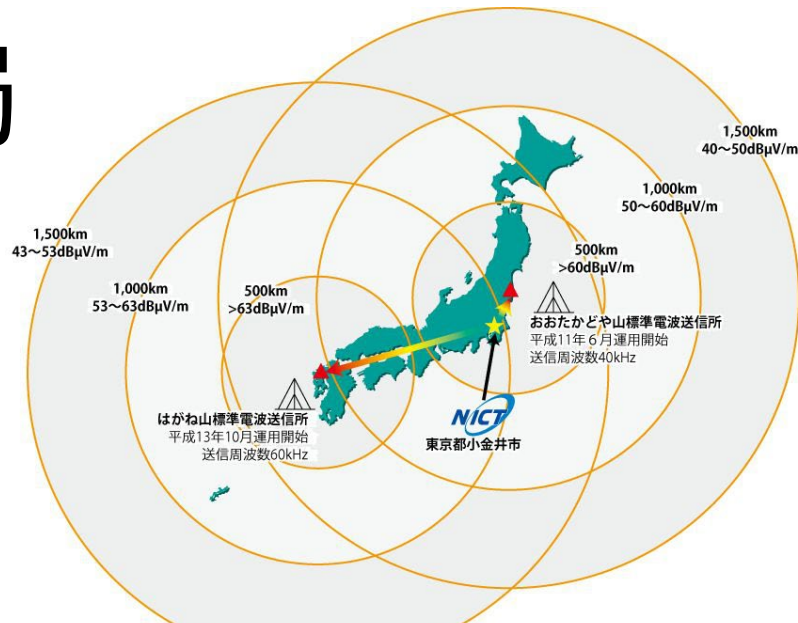 1,500km
40～50dBμV/m
1,000km
50～60dBμV/m
500km
>60dBμV/m
1,500km
43～53dBμV/m
1,000km
53～63dBμV/m
500km
>63dBμV/m
おおたかどや山標準電波送信所
平成11年６月運用開始
送信周波数40kHz
はがね山標準電波送信所
平成13年10月運用開始
送信周波数60kHz
NICT
東京都小金井市